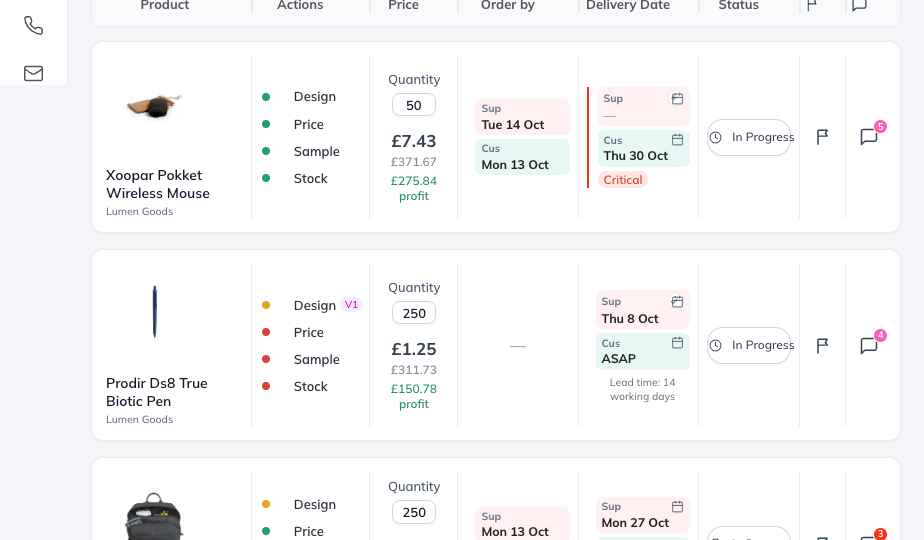 Product Actions Price Order by Delivery Date Status
Xoopar Pokket
Wireless Mouse
Lumen Goods
Design
Price
Sample
Stock
Quantity
50
£7.43
£371.67
£275.84
profit
Sup
Tue 14 Oct
Cus
Mon 13 Oct
Sup
—
Cus
Thu 30 Oct
Critical
In Progress
5
Prodir Ds8 True
Biotic Pen
Lumen Goods
Design V1
Price
Sample
Stock
Quantity
250
£1.25
£311.73
£150.78
profit
—
Sup
Thu 8 Oct
Cus
ASAP
Lead time: 14
working days
In Progress
4
Design
Price
Quantity
250
Sup
Mon 13 Oct
Sup
Mon 27 Oct
3